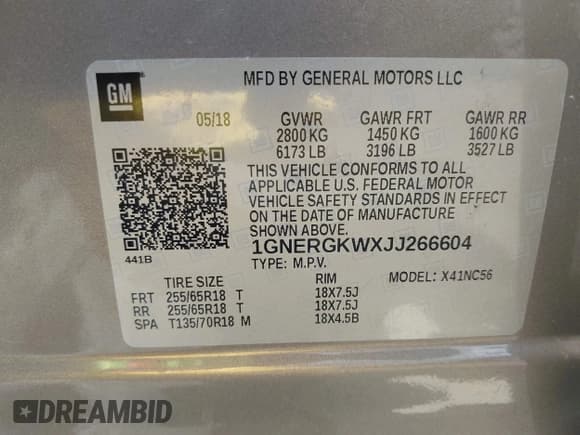 GM
MFD BY GENERAL MOTORS LLC
05/18 GVWR GAWR FRT GAWR RR
2800 KG 1450 KG 1600 KG
6173 LB 3196 LB 3527 LB
THIS VEHICLE CONFORMS TO ALL
APPLICABLE U.S. FEDERAL MOTOR
VEHICLE SAFETY STANDARDS IN EFFECT
ON THE DATE OF MANUFACTURE
SHOWN ABOVE.
441B 1GNERGKWXJJ266604
TYPE: M.P.V. MODEL: X41NC56
TIRE SIZE RIM
FRT 255/65R18 T 18X7.5J
RR 255/65R18 T 18X7.5J
SPA T135/70R18 M 18X4.5B
DREAMBID